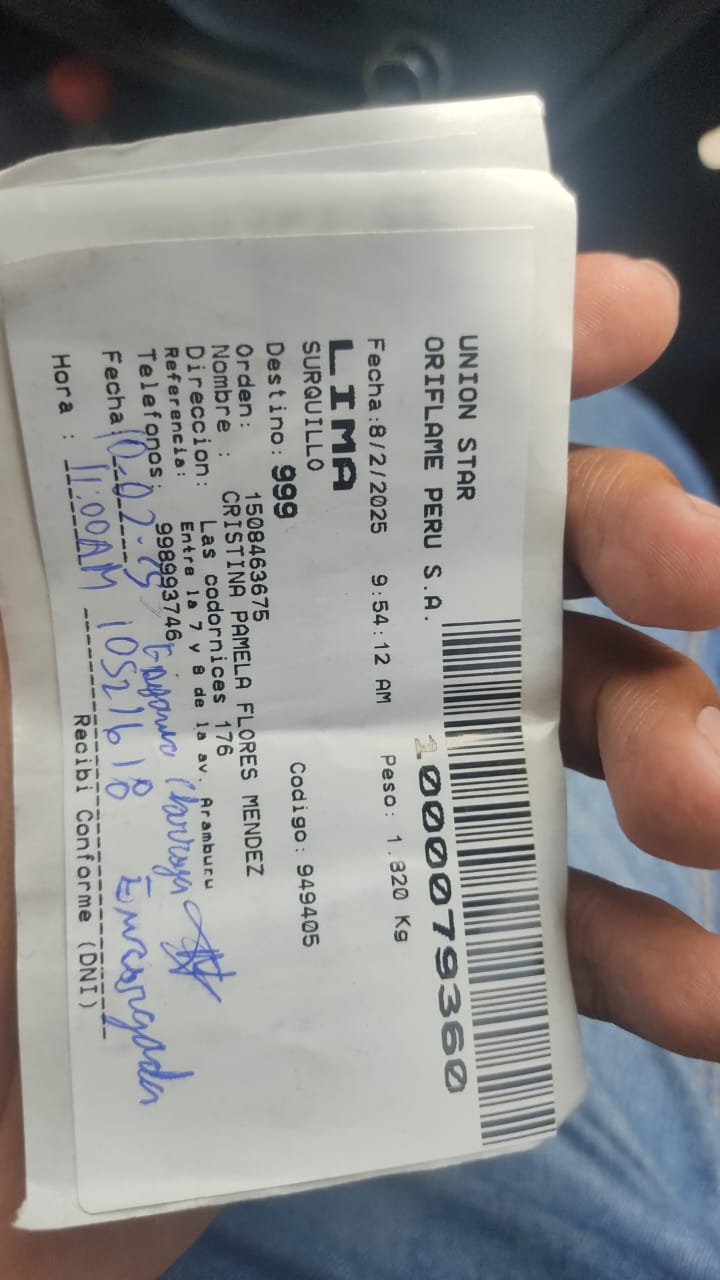 UNION STAR
ORIFLAME PERU S.A.
10000079360
Fecha:8/2/2025 9:54:12 AM Peso: 1.820 Kg
LIMA
SURQUILLO
Destino: 999 Codigo: 949405
Orden: 1508463675
Nombre : CRISTINA PAMELA FLORES MENDEZ
Direccion: Las codornices 176
Referencia: Entre la 7 y 8 de la av. Aramburu
Telefonos: 998993746
Fecha: 10-02-25
Encargada
Hora : 11:00AM
Recibi Conforme (DNI)